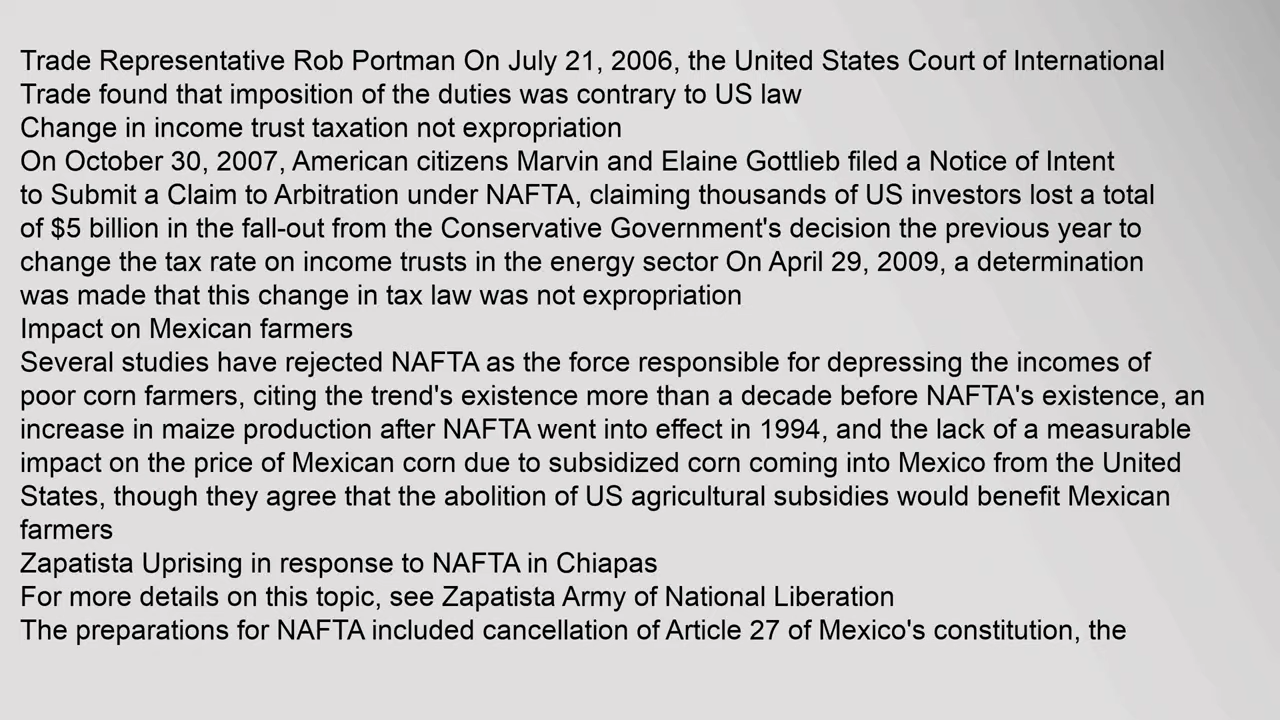 Trade Representative Rob Portman On July 21, 2006, the United States Court of International
Trade found that imposition of the duties was contrary to US law
Change in income trust taxation not expropriation
On October 30, 2007, American citizens Marvin and Elaine Gottlieb filed a Notice of Intent
to Submit a Claim to Arbitration under NAFTA, claiming thousands of US investors lost a total
of $5 billion in the fall-out from the Conservative Government's decision the previous year to
change the tax rate on income trusts in the energy sector On April 29, 2009, a determination
was made that this change in tax law was not expropriation
Impact on Mexican farmers
Several studies have rejected NAFTA as the force responsible for depressing the incomes of
poor corn farmers, citing the trend's existence more than a decade before NAFTA's existence, an
increase in maize production after NAFTA went into effect in 1994, and the lack of a measurable
impact on the price of Mexican corn due to subsidized corn coming into Mexico from the United
States, though they agree that the abolition of US agricultural subsidies would benefit Mexican
farmers
Zapatista Uprising in response to NAFTA in Chiapas
For more details on this topic, see Zapatista Army of National Liberation
The preparations for NAFTA included cancellation of Article 27 of Mexico's constitution, the